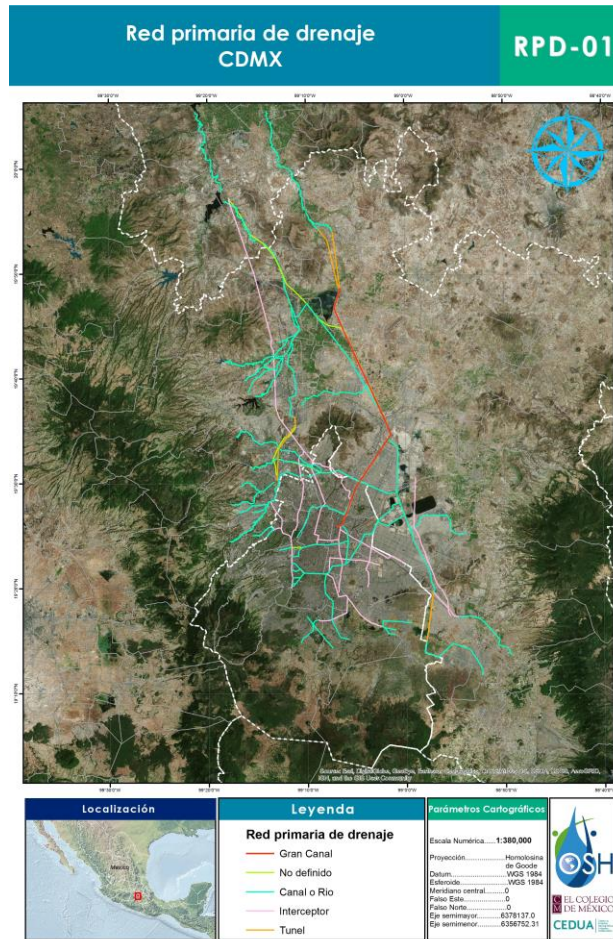 Red primaria de drenaje
CDMX
RPD-01
Localización
México
Leyenda
Red primaria de drenaje
Gran Canal
No definido
Canal o Rio
Interceptor
Tunel
Parámetros Cartográficos
Escala Numérica.......1:380,000
Proyección...............Homolosina
de Goode
Datum......................WGS 1984
Esferoide..................WGS 1984
Meridiano central......0
Falso Este.................0
Falso Norte...............0
Eje semimayor..........6378137.0
Eje semimenor..........6356752.31
OSH
EL COLEGIO
DE MÉXICO
CEDUA